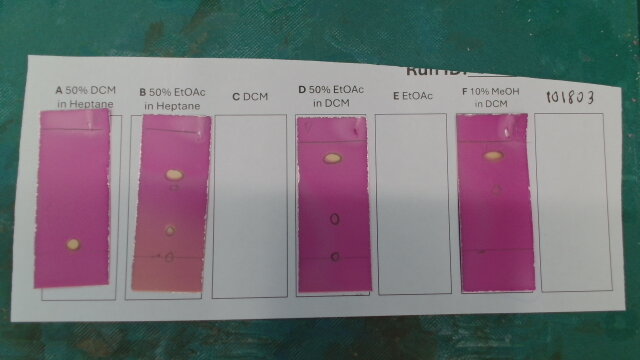 Run ID:
A 50% DCM
in Heptane
B 50% EtOAc
in Heptane
C DCM
D 50% EtOAc
in DCM
E EtOAc
F 10% MeOH
in DCM
101803